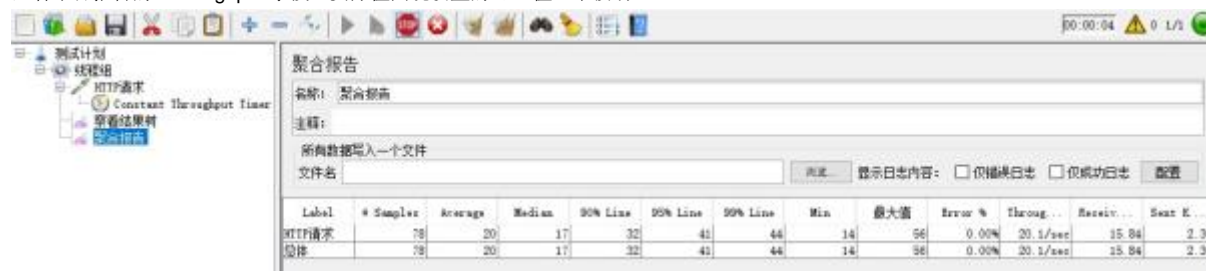 00:00:04 0 1/1
测试计划
线程组
HTTP请求
Constant Throughput Timer
察看结果树
聚合报告
聚合报告
名称: 聚合报告
注释:
所有数据写入一个文件
文件名 浏览... 显示日志内容: 仅错误日志 仅成功日志 配置
Label # Samples Average Median 90% Line 95% Line 99% Line Min 最大值 Error % Throug... Receiv... Sent K...
HTTP请求 78 20 17 32 41 44 14 56 0.00% 20.1/sec 15.84 2.3
总体 78 20 17 32 41 44 14 56 0.00% 20.1/sec 15.84 2.3